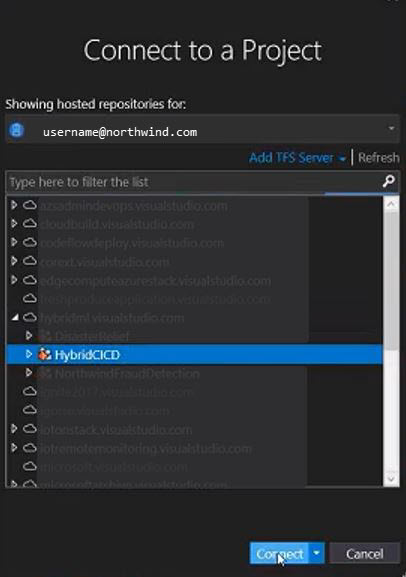 Connect to a Project
Showing hosted repositories for:
username@northwind.com
Add TFS Server | Refresh
Type here to filter the list
azsadmindevops.visualstudio.com
cloudbuild.visualstudio.com
codeflowdeploy.visualstudio.com
corext.visualstudio.com
edgecomputeazurestack.visualstudio.com
freshproduceapplication.visualstudio.com
hybridml.visualstudio.com
DisasterRelief
HybridCICD
NorthwindFraudDetection
ignite2017.visualstudio.com
.visualstudio.com
iotonstack.visualstudio.com
iotremotemonitoring.visualstudio.com
microsoft.visualstudio.com
Connect
Cancel